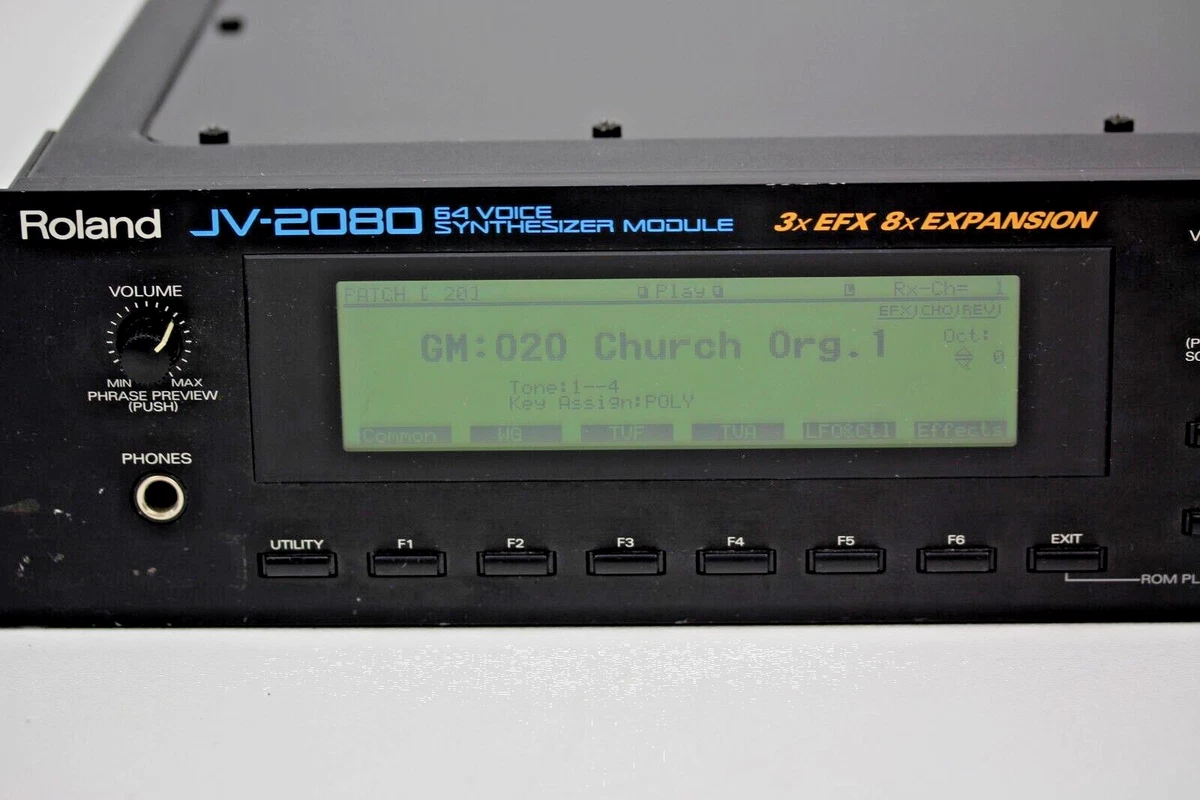 Roland JV-2080 64 VOICE
SYNTHESIZER MODULE
3x EFX 8x EXPANSION
VOLUME
MIN MAX
PHRASE PREVIEW
(PUSH)
PHONES
PATCH [ 20] Play Rx-Ch= 1
EFX CHO REV
GM:020 Church Org.1
Oct:
0
Tone:1--4
Key Assign:POLY
Common WG TVF TVA LFO&Ctl Effects
UTILITY F1 F2 F3 F4 F5 F6 EXIT
ROM PL